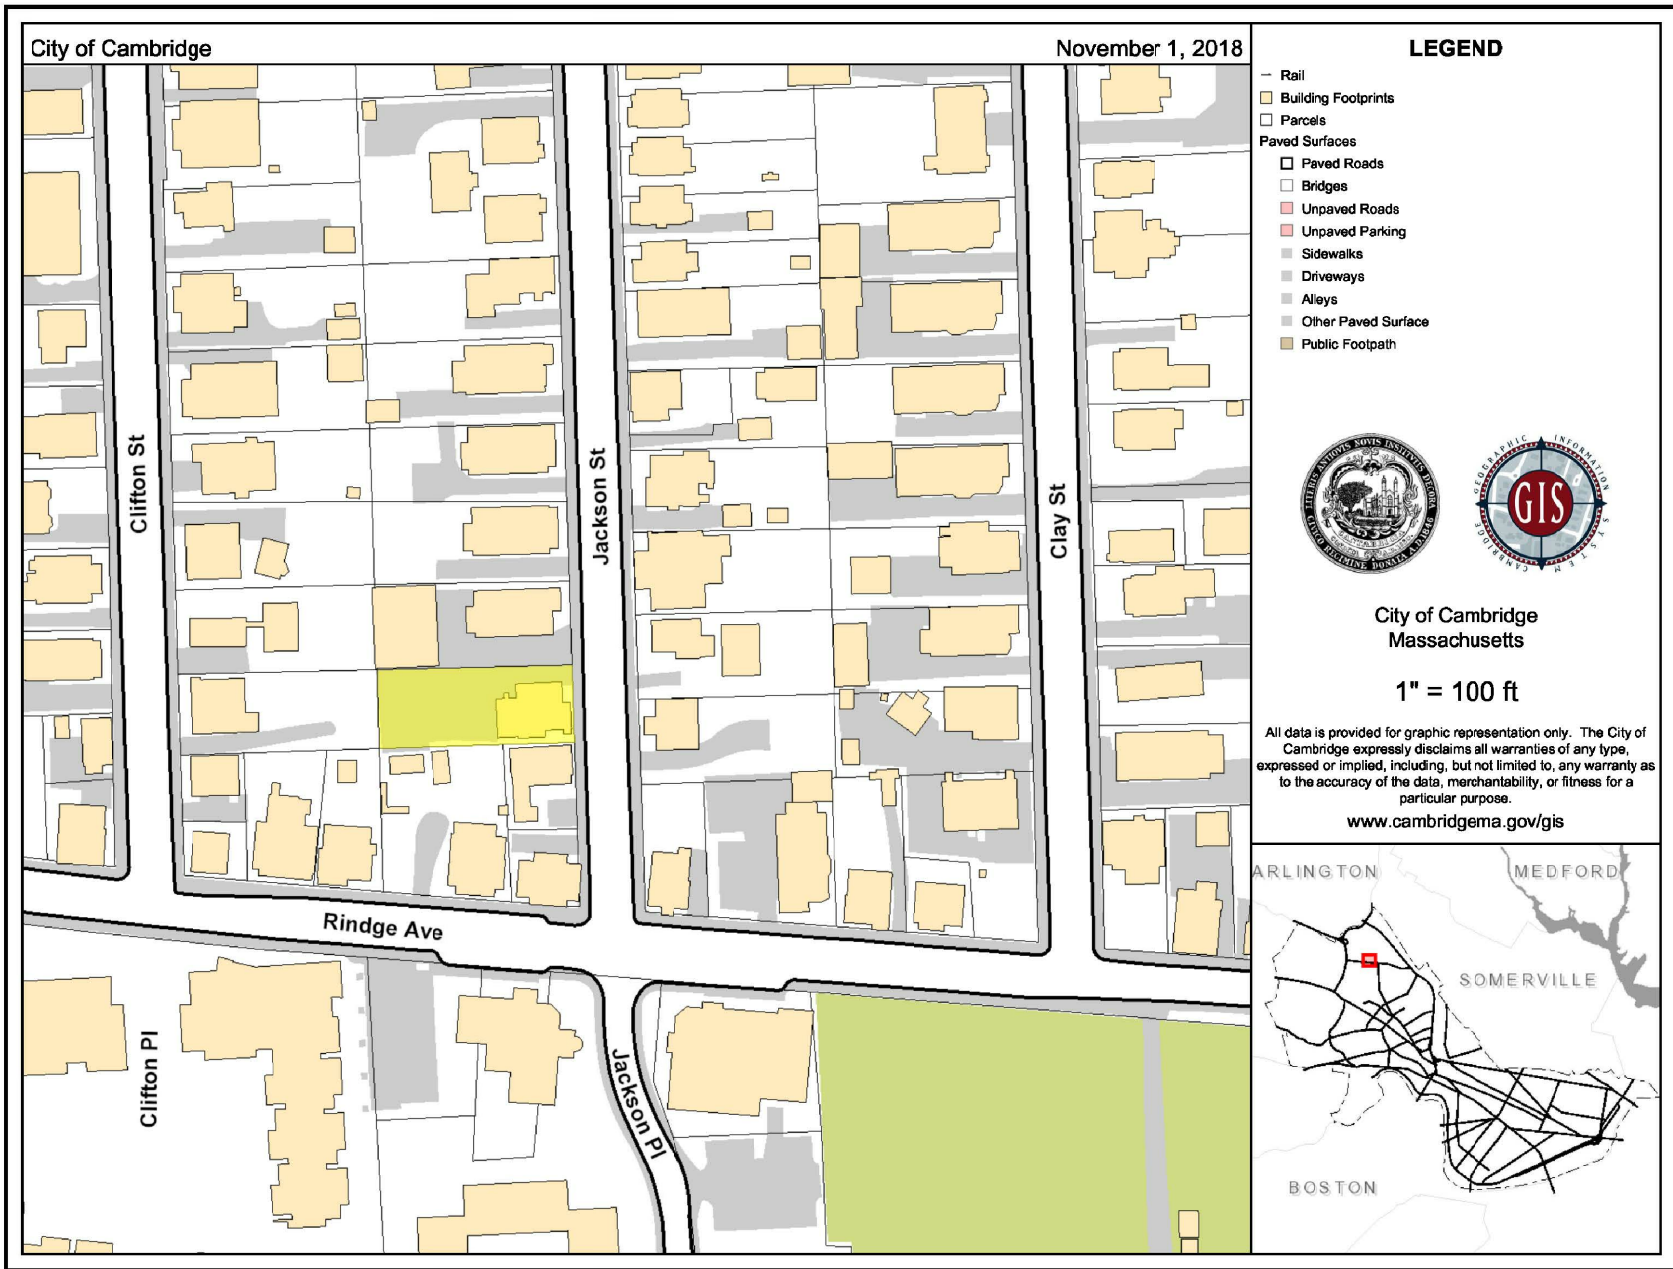 City of Cambridge
November 1, 2018
Clifton St
Jackson St
Clay St
Rindge Ave
Clifton Pl
Jackson Pl
LEGEND
Rail
Building Footprints
Parcels
Paved Surfaces
Paved Roads
Bridges
Unpaved Roads
Unpaved Parking
Sidewalks
Driveways
Alleys
Other Paved Surface
Public Footpath
CAMBRIDGE GEOGRAPHIC INFORMATION SYSTEM
GIS
City of Cambridge
Massachusetts
1" = 100 ft
All data is provided for graphic representation only. The City of
Cambridge expressly disclaims all warranties of any type,
expressed or implied, including, but not limited to, any warranty as
to the accuracy of the data, merchantability, or fitness for a
particular purpose.
www.cambridgema.gov/gis
ARLINGTON
MEDFORD
SOMERVILLE
BOSTON